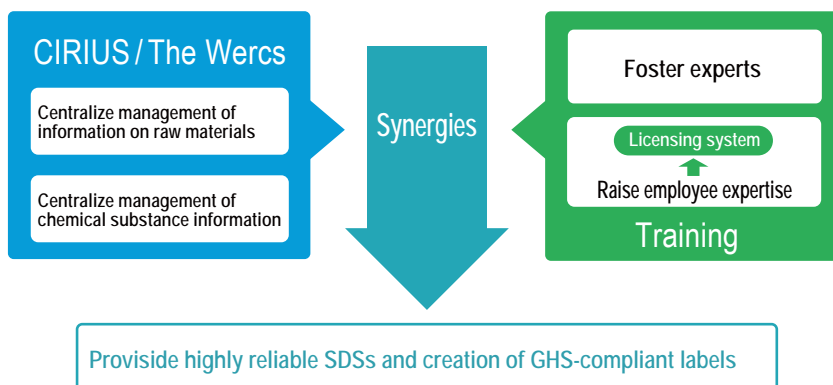 CIRIUS / The Wercs
Centralize management of
information on raw materials
Centralize management of
chemical substance information
Synergies
Foster experts
Licensing system
Raise employee expertise
Training
Proviside highly reliable SDSs and creation of GHS-compliant labels